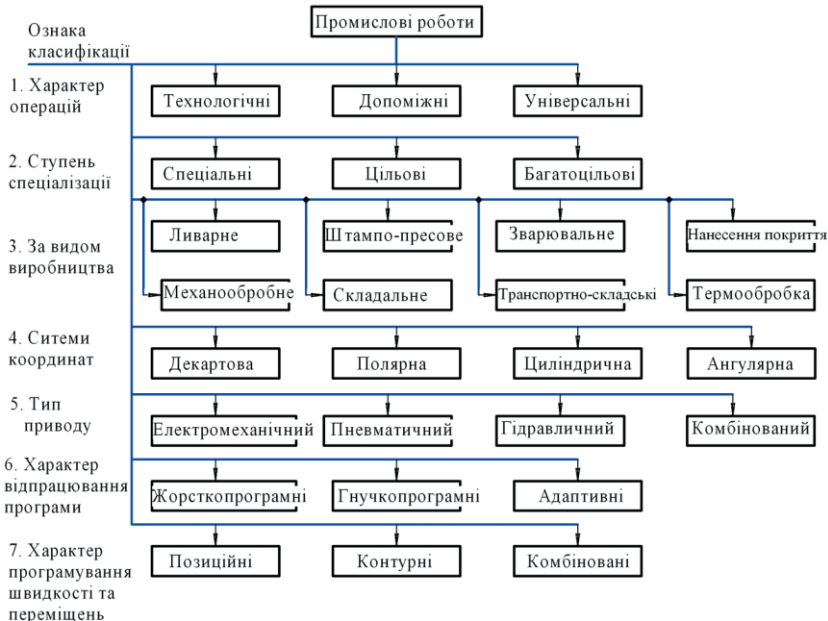 Промислові роботи
Ознака
класифікації
1. Характер
операцій
Технологічні
Допоміжні
Універсальні
2. Ступень
спеціалізації
Спеціальні
Цільові
Багатоцільові
3. За видом
виробництва
Ливарне
Штампо-пресове
Зварювальне
Нанесення покриття
Механообробне
Складальне
Транспортно-складські
Термообробка
4. Ситеми
координат
Декартова
Полярна
Циліндрична
Ангулярна
5. Тип
приводу
Електромеханічний
Пневматичний
Гідравличний
Комбінований
6. Характер
відпрацювання
програми
Жорсткопрограмні
Гнучкопрограмні
Адаптивні
7. Характер
програмування
швидкості та
переміщень
Позиційні
Контурні
Комбіновані